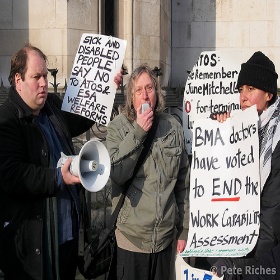 SICK AND
DISABLED
PEOPLE
SAY NO
TO ATOS
& ESA
WELFARE
REFORMS
ATOS:
Remember
June Mitchell
for terminal
BMA doctors
have voted
to END the
WORK CAPABILITY
Assessment
© Pete Riches